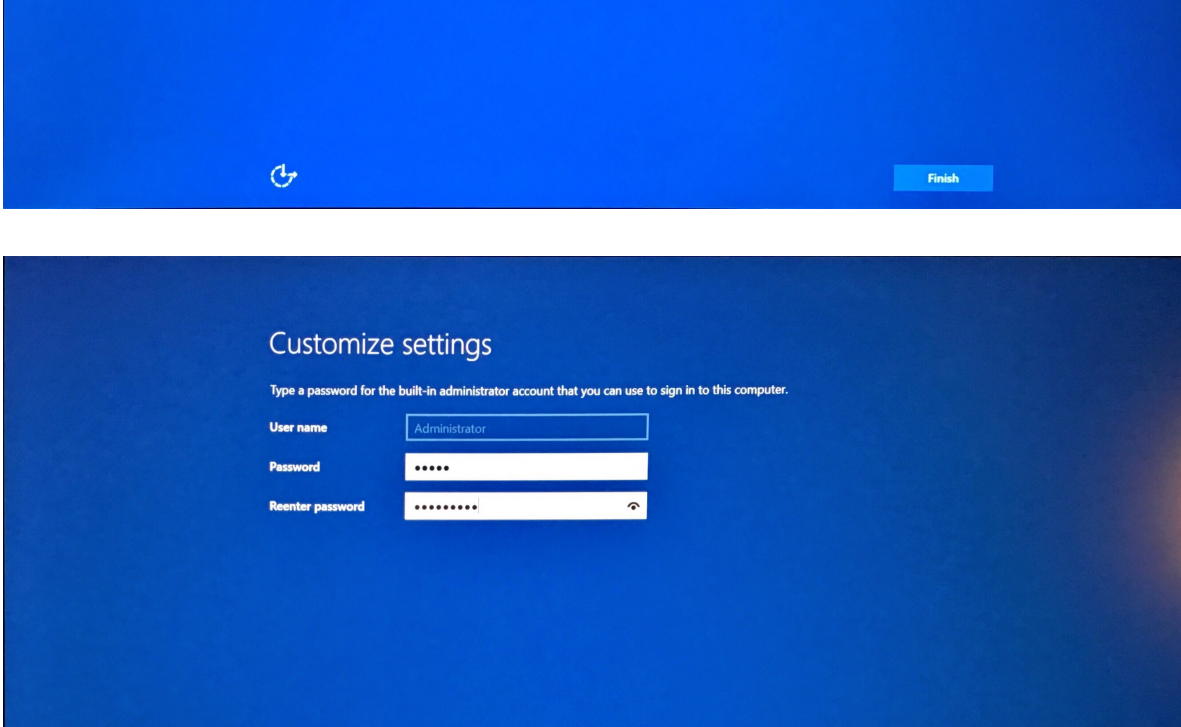 Finish
Customize settings
Type a password for the built-in administrator account that you can use to sign in to this computer.
User name
Administrator
Password
•••••
Reenter password
•••••••••